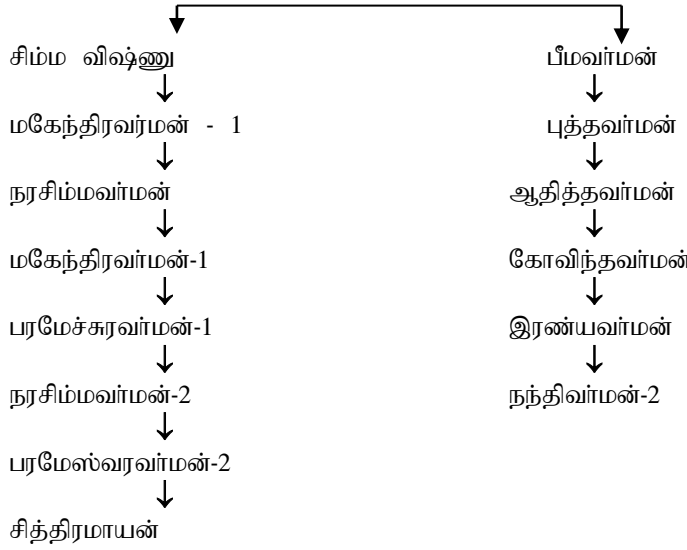 சிம்ம விஷ்ணு
மகேந்திரவர்மன் - 1
நரசிம்மவர்மன்
மகேந்திரவர்மன்-1
பரமேச்சுரவர்மன்-1
நரசிம்மவர்மன்-2
பரமேஸ்வரவர்மன்-2
சித்திரமாயன்
பீமவர்மன்
புத்தவர்மன்
ஆதித்தவர்மன்
கோவிந்தவர்மன்
இரண்யவர்மன்
நந்திவர்மன்-2